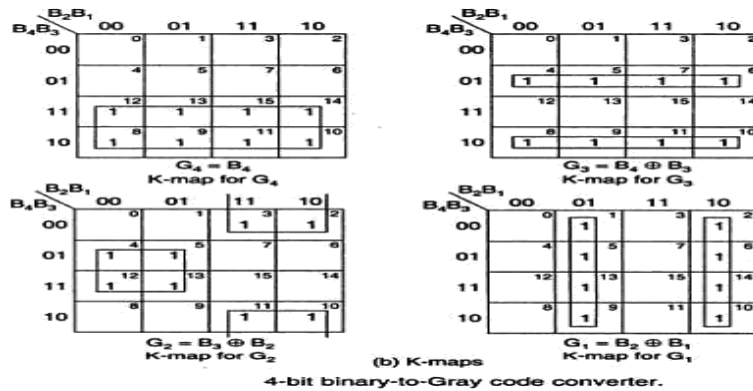 B₂B₁
B₄B₃ 00 01 11 10
0 1 3 2
00
4 5 7 6
01
12 13 15 14
11 1 1 1 1
8 9 11 10
10 1 1 1 1
G₄ = B₄
K-map for G₄
B₂B₁
B₄B₃ 00 01 11 10
0 1 3 2
00
4 5 7 6
01 1 1 1 1
12 13 15 14
11
8 9 11 10
10 1 1 1 1
G₃ = B₄ ⊕ B₃
K-map for G₃
B₂B₁
B₄B₃ 00 01 11 10
0 1 3 2
00 1 1
4 5 7 6
01 1 1
12 13 15 14
11 1 1
8 9 11 10
10 1 1
G₂ = B₃ ⊕ B₂
K-map for G₂
B₂B₁
B₄B₃ 00 01 11 10
0 1 3 2
00 1 1
4 5 7 6
01 1 1
12 13 15 14
11 1 1
8 9 11 10
10 1 1
G₁ = B₂ ⊕ B₁
K-map for G₁
(b) K-maps
4-bit binary-to-Gray code converter.